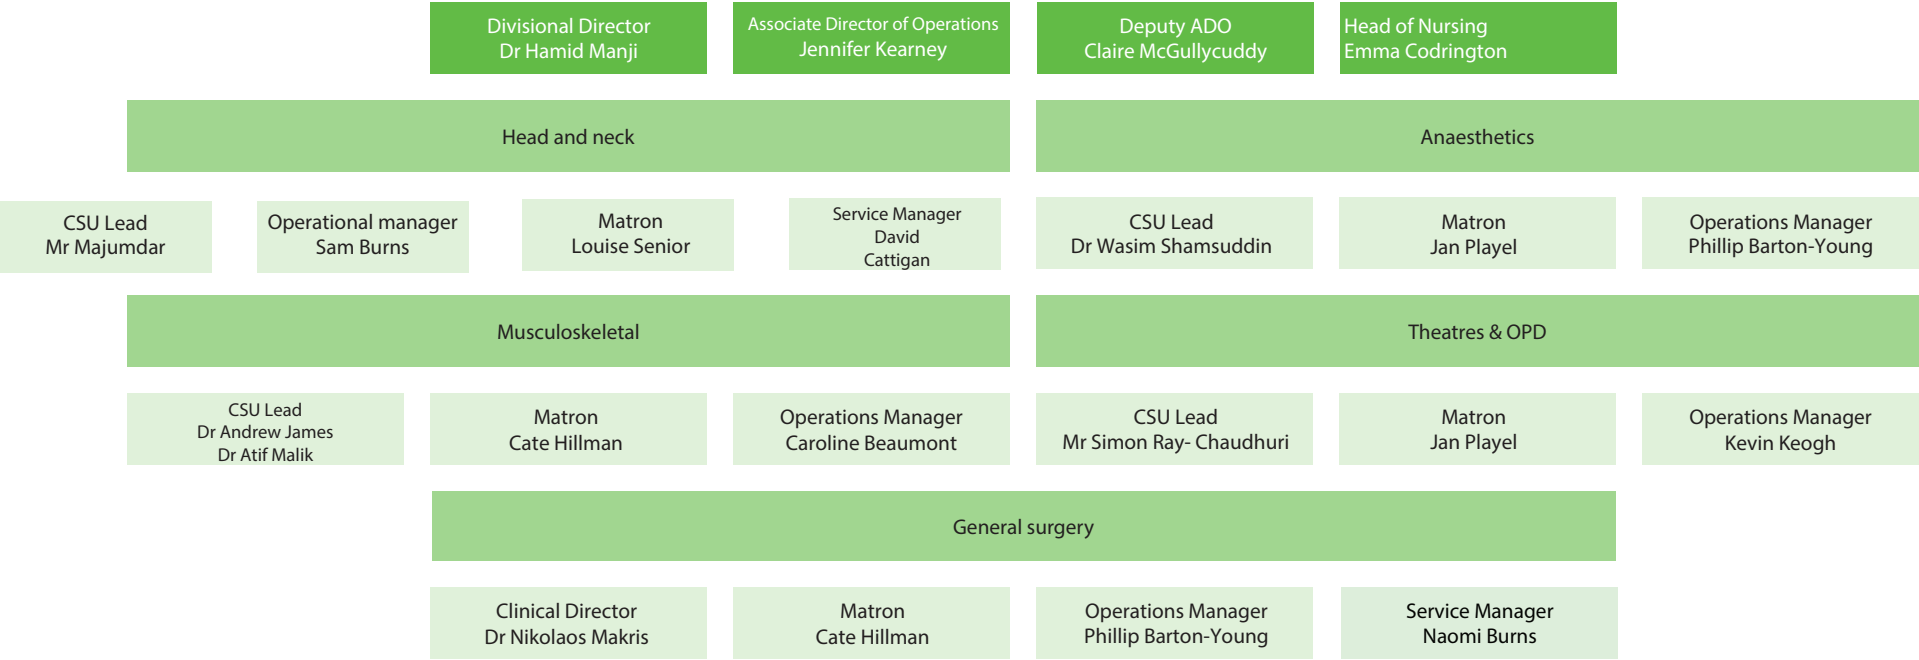 Divisional Director
Dr Hamid Manji
Associate Director of Operations
Jennifer Kearney
Deputy ADO
Claire McGullycuddy
Head of Nursing
Emma Codrington
Head and neck
Anaesthetics
CSU Lead
Mr Majumdar
Operational manager
Sam Burns
Matron
Louise Senior
Service Manager
David
Cattigan
CSU Lead
Dr Wasim Shamsuddin
Matron
Jan Playel
Operations Manager
Phillip Barton-Young
Musculoskeletal
Theatres & OPD
CSU Lead
Dr Andrew James
Dr Atif Malik
Matron
Cate Hillman
Operations Manager
Caroline Beaumont
CSU Lead
Mr Simon Ray- Chaudhuri
Matron
Jan Playel
Operations Manager
Kevin Keogh
General surgery
Clinical Director
Dr Nikolaos Makris
Matron
Cate Hillman
Operations Manager
Phillip Barton-Young
Service Manager
Naomi Burns